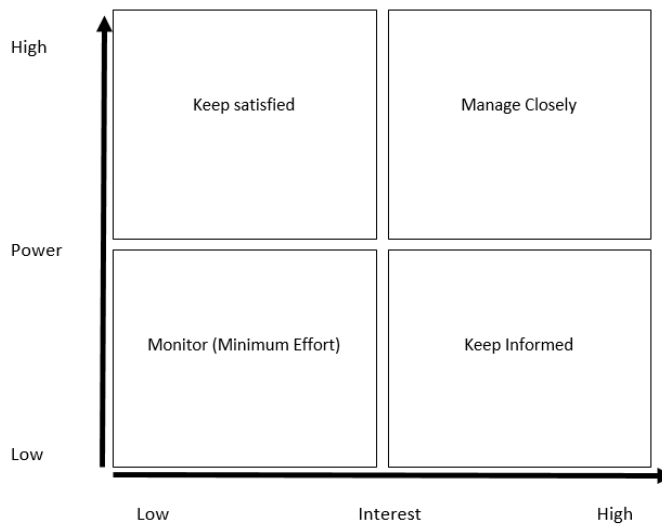 High
Keep satisfied
Manage Closely
Power
Monitor (Minimum Effort)
Keep Informed
Low
Low
Interest
High